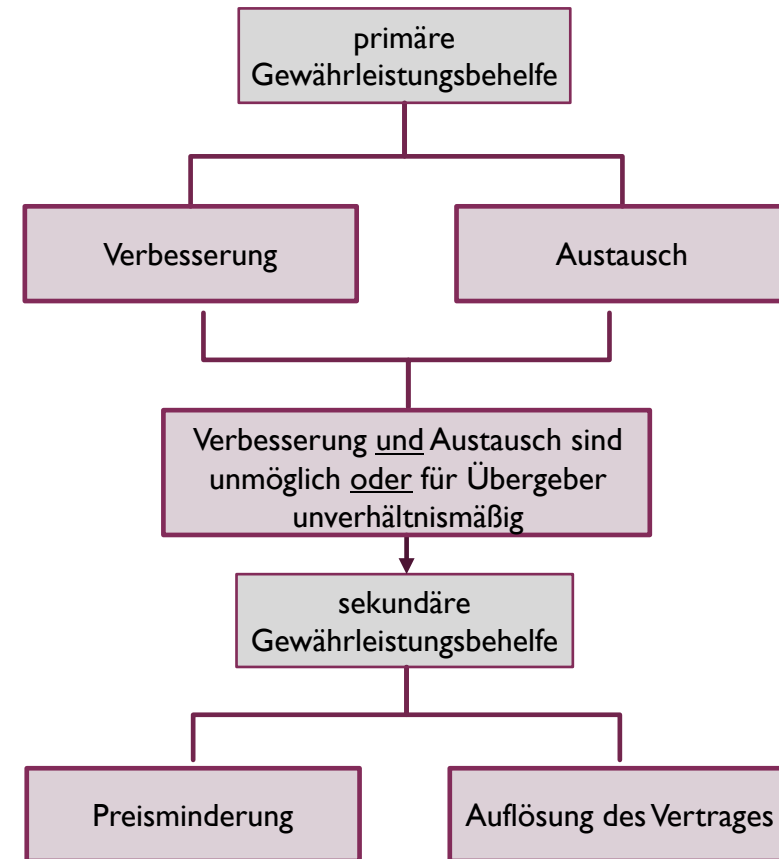 primäre
Gewährleistungsbehelfe
Verbesserung
Austausch
Verbesserung und Austausch sind
unmöglich oder für Übergeber
unverhältnismäßig
sekundäre
Gewährleistungsbehelfe
Preisminderung
Auflösung des Vertrages